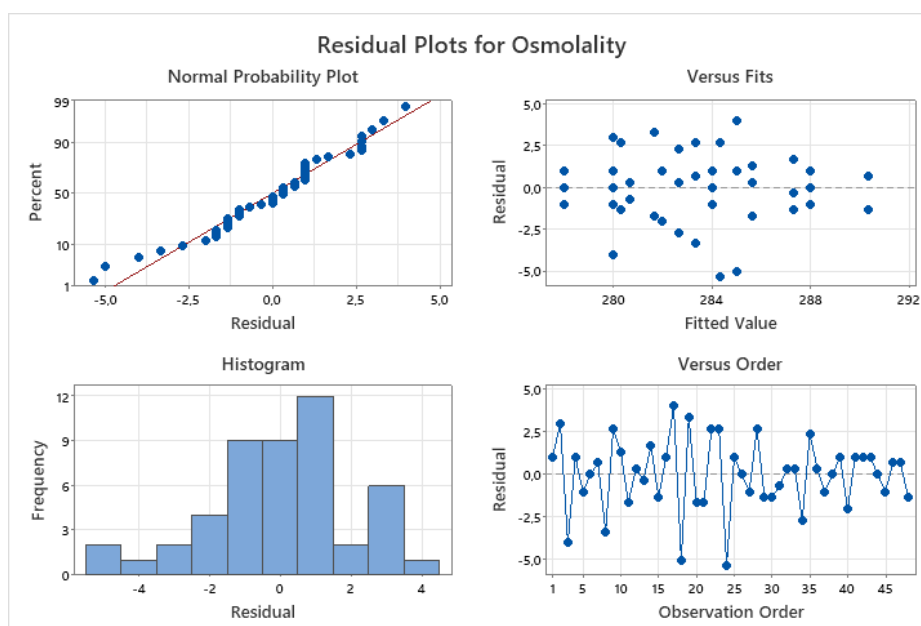 Residual Plots for Osmolality
Normal Probability Plot
99
90
50
10
1
Percent
-5,0 -2,5 0,0 2,5 5,0
Residual
Versus Fits
5,0
2,5
0,0
-2,5
-5,0
Residual
280 284 288 292
Fitted Value
Histogram
12
9
6
3
0
Frequency
-4 -2 0 2 4
Residual
Versus Order
5,0
2,5
0,0
-2,5
-5,0
Residual
1 5 10 15 20 25 30 35 40 45
Observation Order